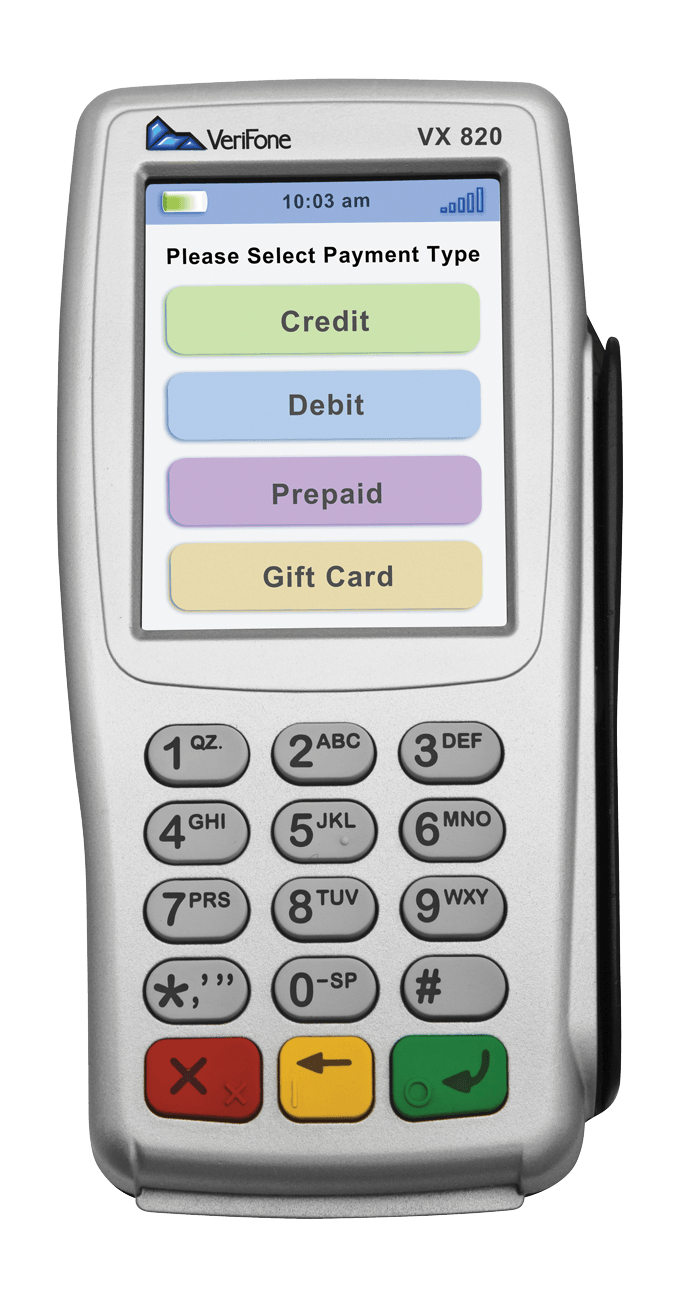 VeriFone VX 820
10:03 am
Please Select Payment Type
Credit
Debit
Prepaid
Gift Card
1 QZ. 2 ABC 3 DEF
4 GHI 5 JKL 6 MNO
7 PRS 8 TUV 9 WXY
*,'"  0 -SP #